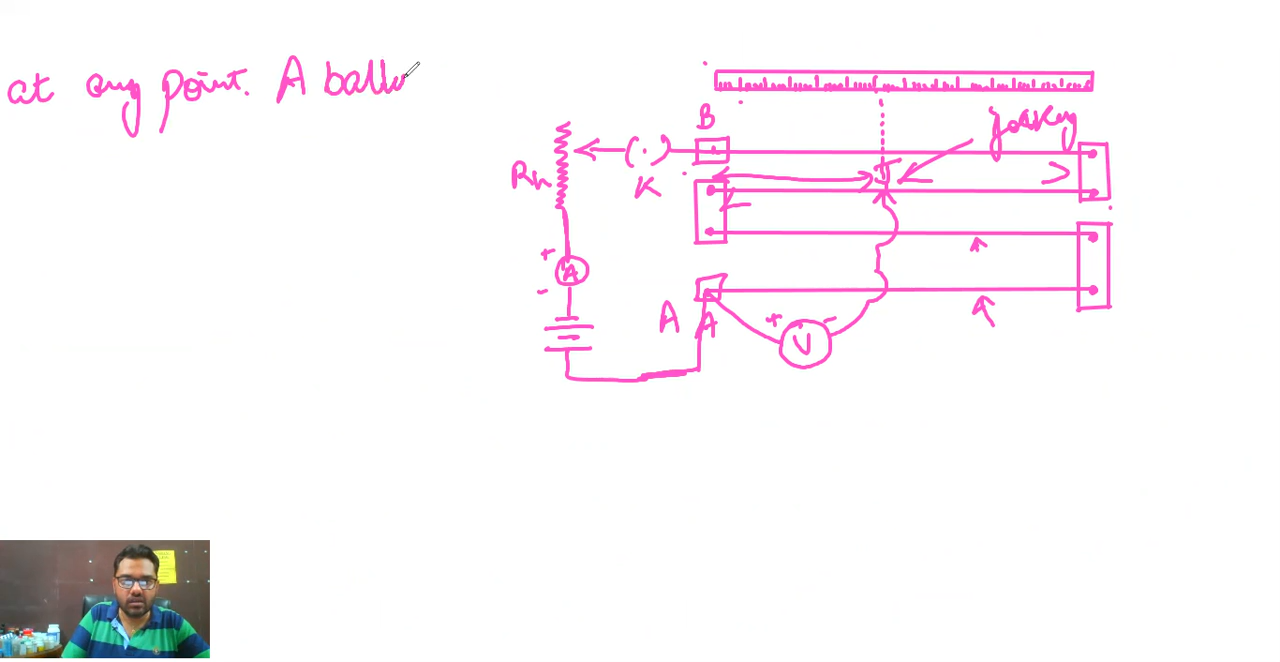 at any point. A balle
B
Jockey
Rh
K
J
+
A
-
A A
+ V -